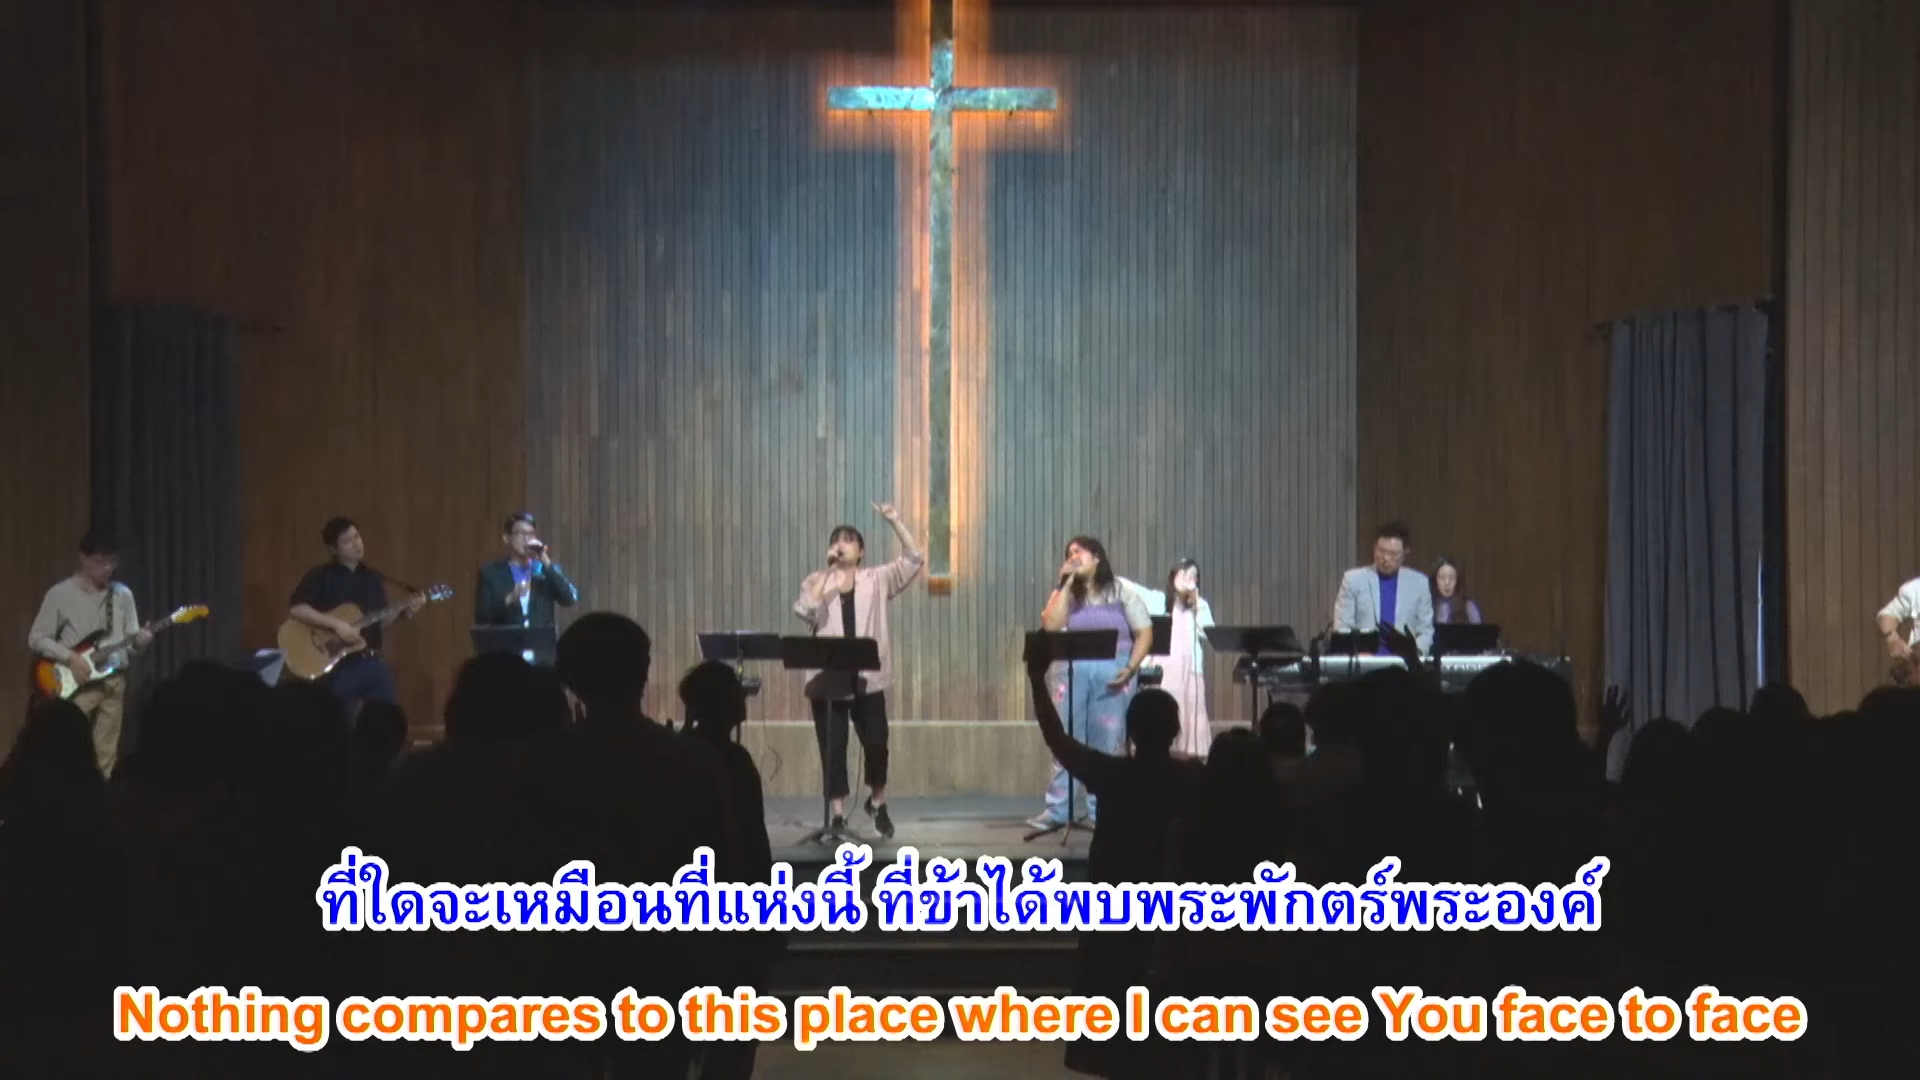 ที่ใดจะเหมือนที่แห่งนี้ ที่ข้าได้พบพระพักตร์พระองค์
Nothing compares to this place where I can see You face to face